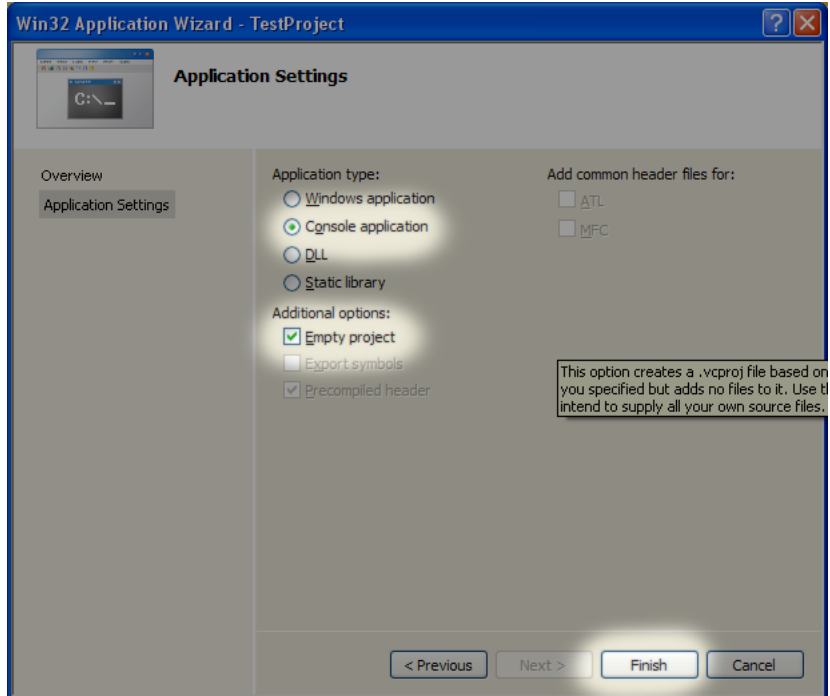 Win32 Application Wizard - TestProject
C:\_
Application Settings
Overview
Application Settings
Application type:
Windows application
Console application
DLL
Static library
Additional options:
Empty project
Export symbols
Precompiled header
Add common header files for:
ATL
MFC
This option creates a .vcproj file based on
you specified but adds no files to it. Use
intend to supply all your own source files.
< Previous
Next >
Finish
Cancel